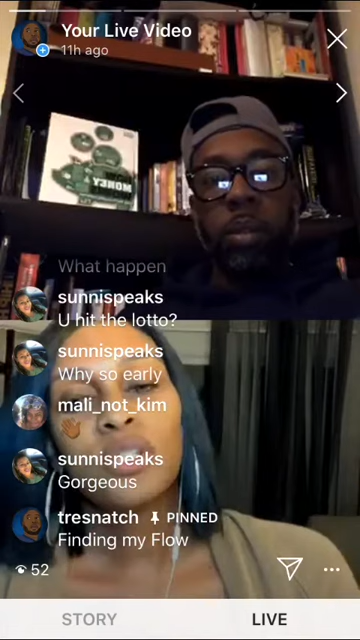 Your Live Video
11h ago
MONEY
What happen
sunnispeaks
U hit the lotto?
sunnispeaks
Why so early
mali_not_kim
sunnispeaks
Gorgeous
tresnatch PINNED
Finding my Flow
52
STORY
LIVE